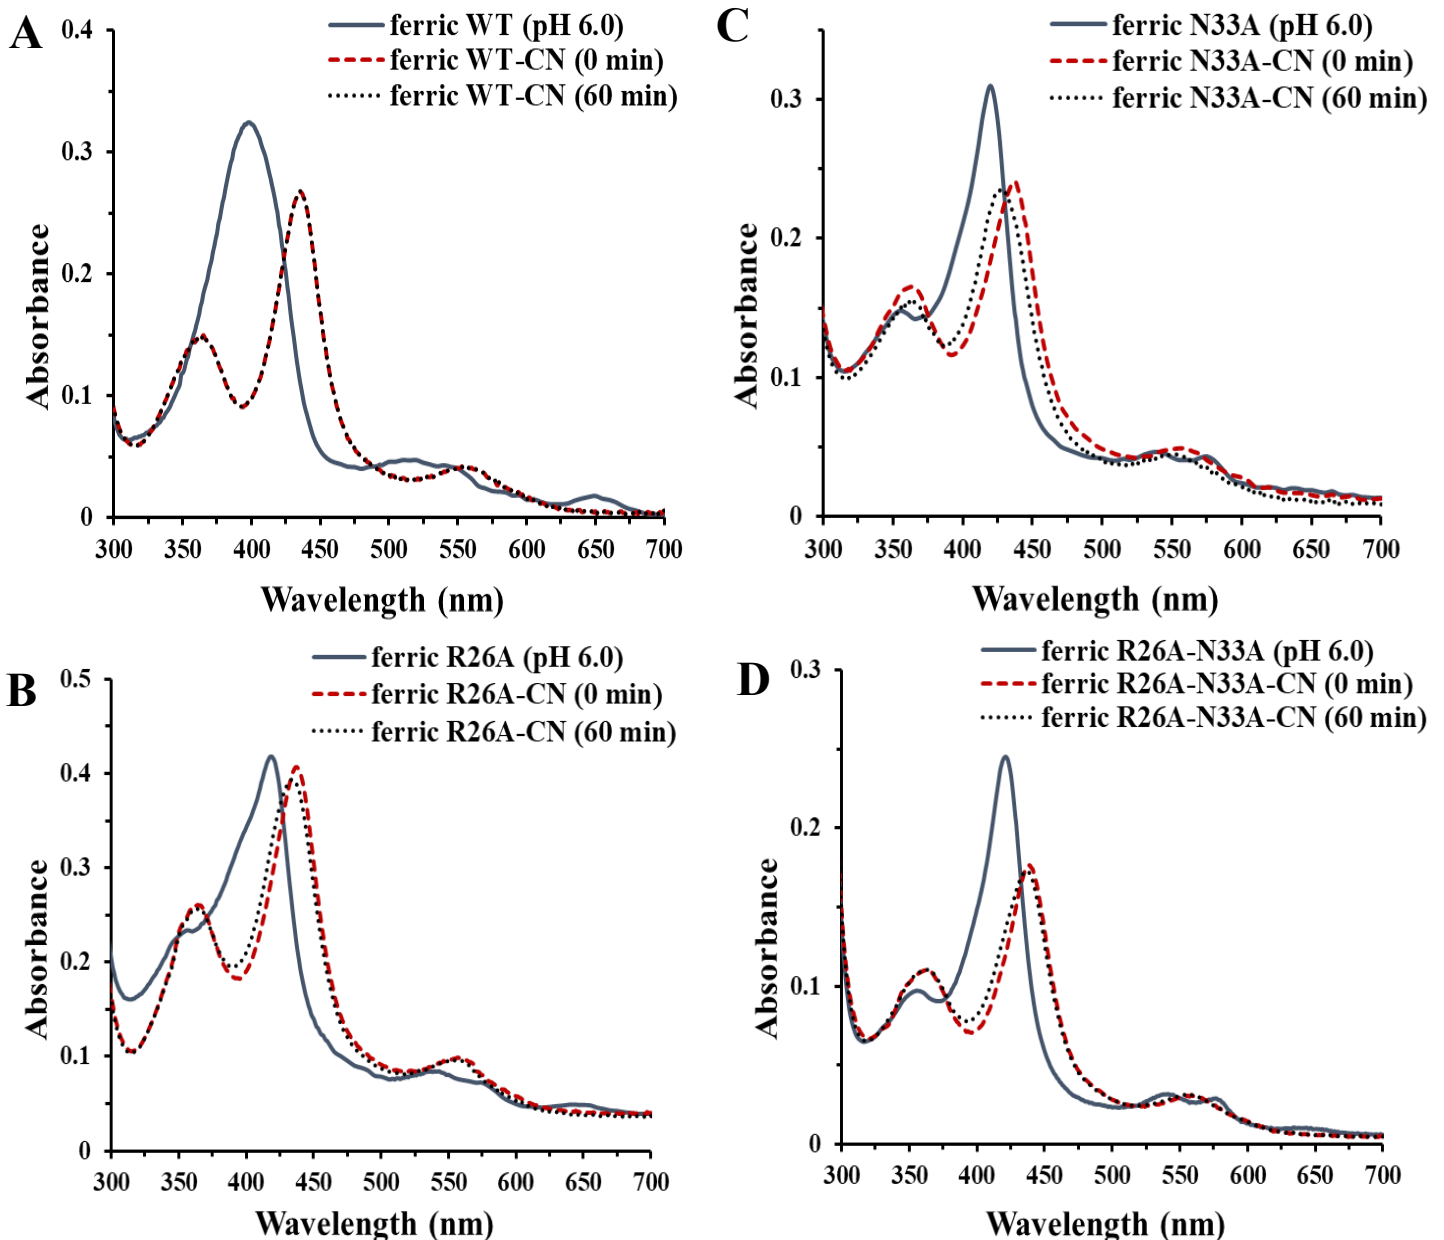 A
ferric WT (pH 6.0)
ferric WT-CN (0 min)
ferric WT-CN (60 min)
0.4
0.3
0.2
0.1
0
Absorbance
300 350 400 450 500 550 600 650 700
Wavelength (nm)
C
ferric N33A (pH 6.0)
ferric N33A-CN (0 min)
ferric N33A-CN (60 min)
0.3
0.2
0.1
0
Absorbance
300 350 400 450 500 550 600 650 700
Wavelength (nm)
B
ferric R26A (pH 6.0)
ferric R26A-CN (0 min)
ferric R26A-CN (60 min)
0.5
0.4
0.3
0.2
0.1
0
Absorbance
300 350 400 450 500 550 600 650 700
Wavelength (nm)
D
ferric R26A-N33A (pH 6.0)
ferric R26A-N33A-CN (0 min)
ferric R26A-N33A-CN (60 min)
0.3
0.2
0.1
0
Absorbance
300 350 400 450 500 550 600 650 700
Wavelength (nm)